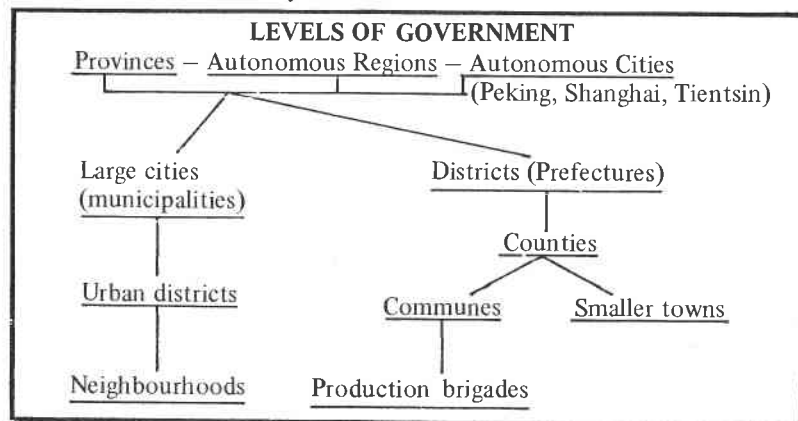 LEVELS OF GOVERNMENT
Provinces – Autonomous Regions – Autonomous Cities
(Peking, Shanghai, Tientsin)
Large cities
(municipalities)
Districts (Prefectures)
Counties
Urban districts
Communes
Smaller towns
Neighbourhoods
Production brigades